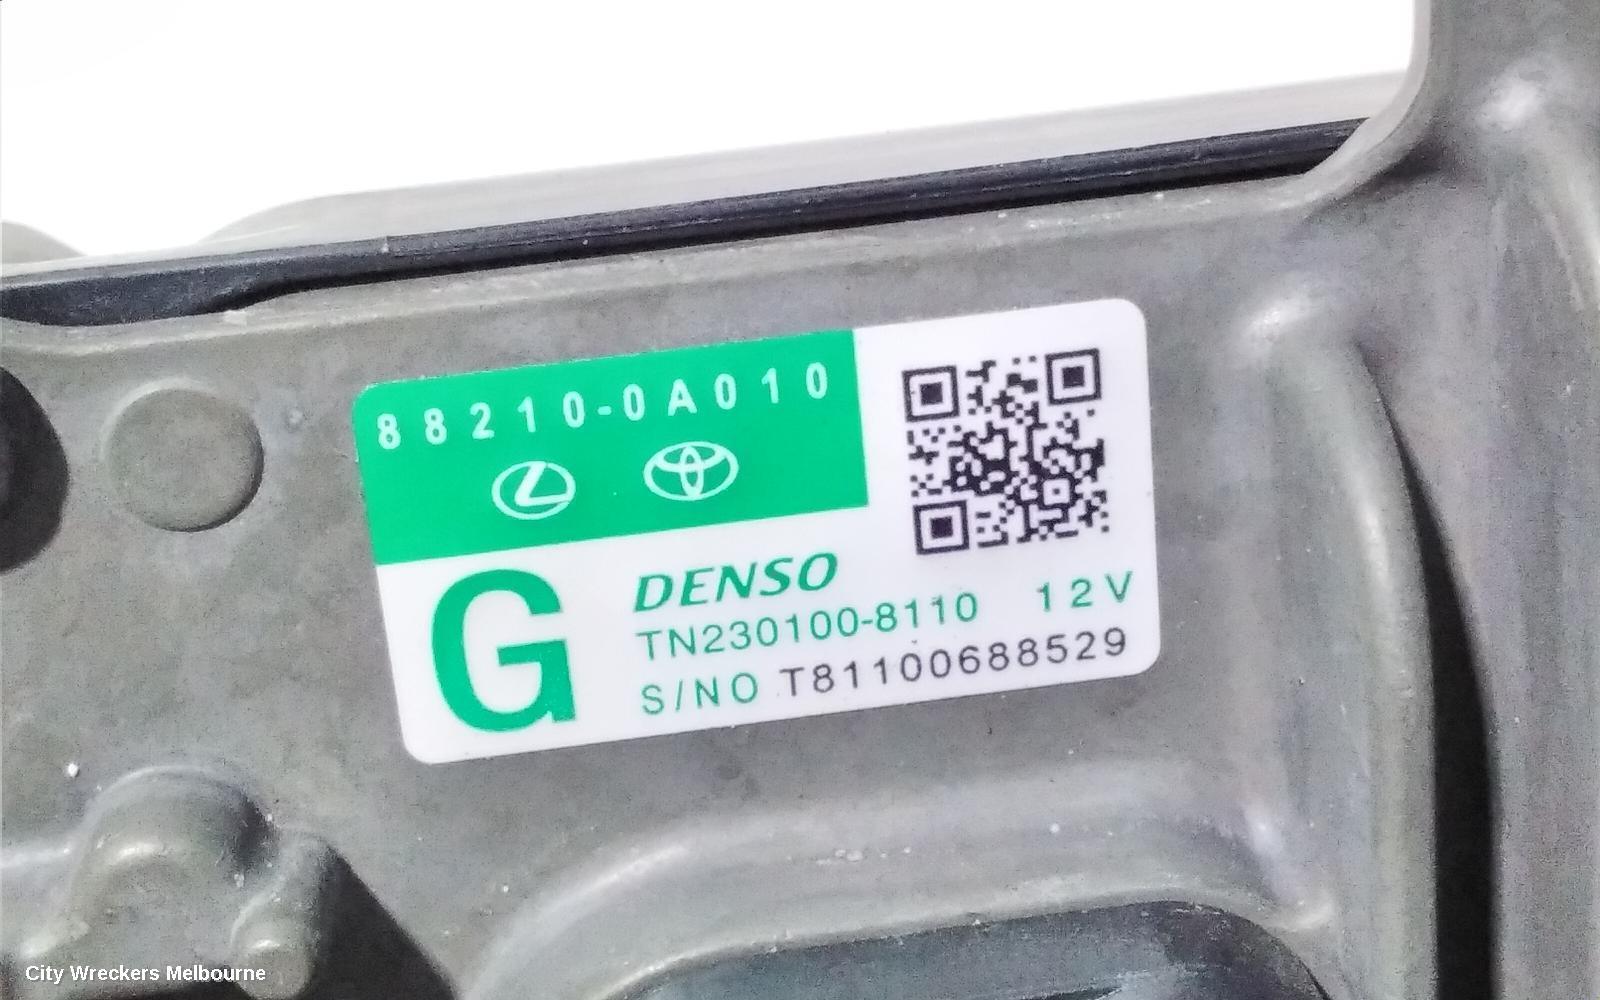 88210-0A010
G
DENSO
TN230100-8110 12V
S/NO T81100688529
City Wreckers Melbourne